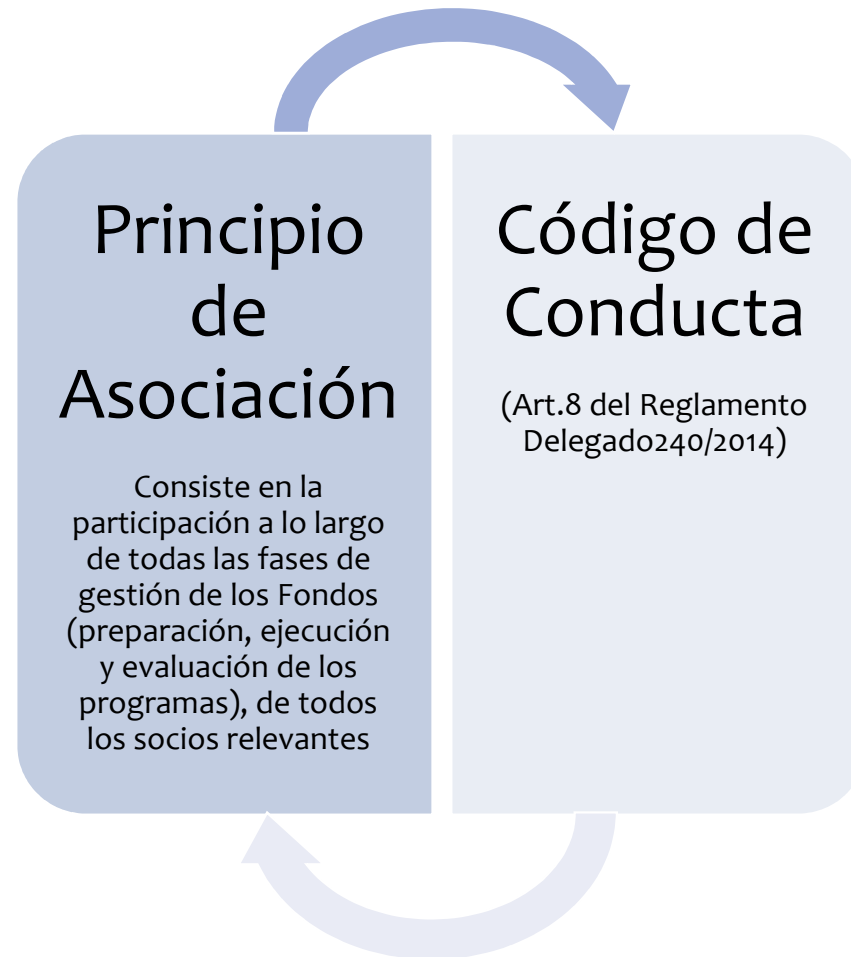 Principio
de
Asociación
Consiste en la
participación a lo largo
de todas las fases de
gestión de los Fondos
(preparación, ejecución
y evaluación de los
programas), de todos
los socios relevantes
Código de
Conducta
(Art.8 del Reglamento
Delegado240/2014)